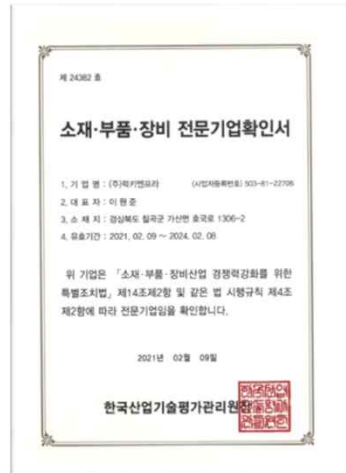 제 24382 호
소재·부품·장비 전문기업확인서
1. 기 업 명 : (주)럭키엔프라 (사업자등록번호) 503-81-22706
2. 대 표 자 : 이현준
3. 소 재 지 : 경상북도 칠곡군 가산면 호국로 1306-2
4. 유효기간 : 2021. 02. 09 ~ 2024. 02. 08
위 기업은 「소재·부품·장비산업 경쟁력강화를 위한
특별조치법」 제14조제2항 및 같은 법 시행규칙 제4조
제2항에 따라 전문기업임을 확인합니다.
2021년 02월 09일
한국산업기술평가관리원장